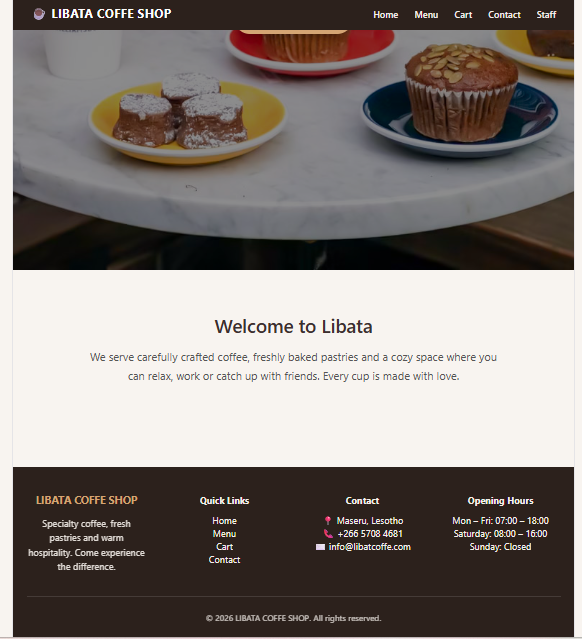 LIBATA COFFE SHOP
Home Menu Cart Contact Staff
Welcome to Libata
We serve carefully crafted coffee, freshly baked pastries and a cozy space where you
can relax, work or catch up with friends. Every cup is made with love.
LIBATA COFFE SHOP
Specialty coffee, fresh
pastries and warm
hospitality. Come experience
the difference.
Quick Links
Home
Menu
Cart
Contact
Contact
Maseru, Lesotho
+266 5708 4681
info@libatcoffe.com
Opening Hours
Mon – Fri: 07:00 – 18:00
Saturday: 08:00 – 16:00
Sunday: Closed
© 2026 LIBATA COFFE SHOP. All rights reserved.